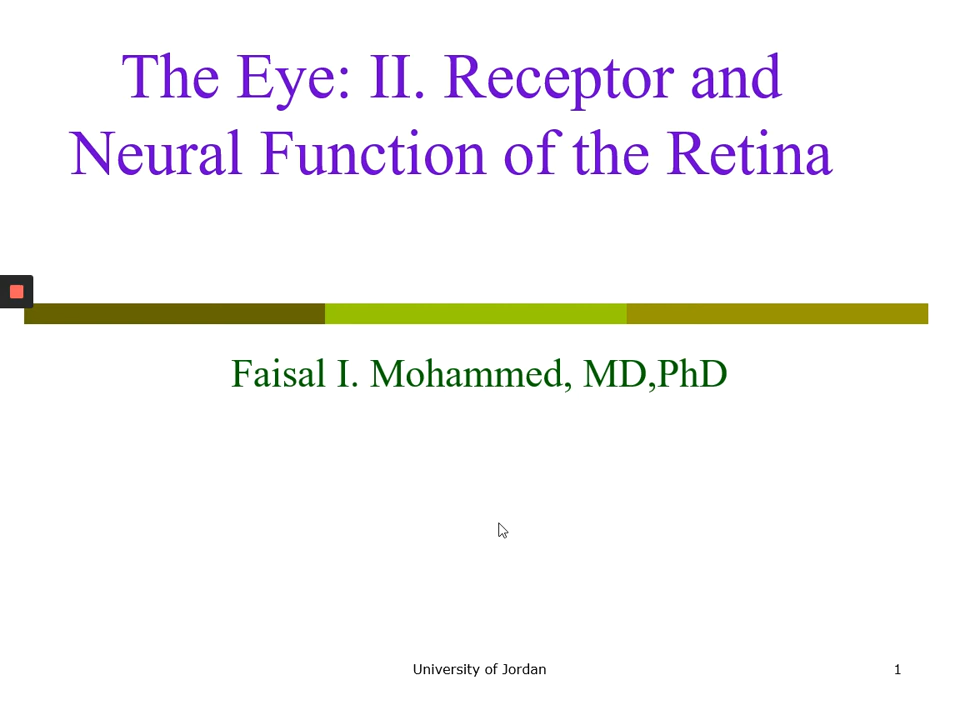 The Eye: II. Receptor and
Neural Function of the Retina
Faisal I. Mohammed, MD,PhD
University of Jordan
1